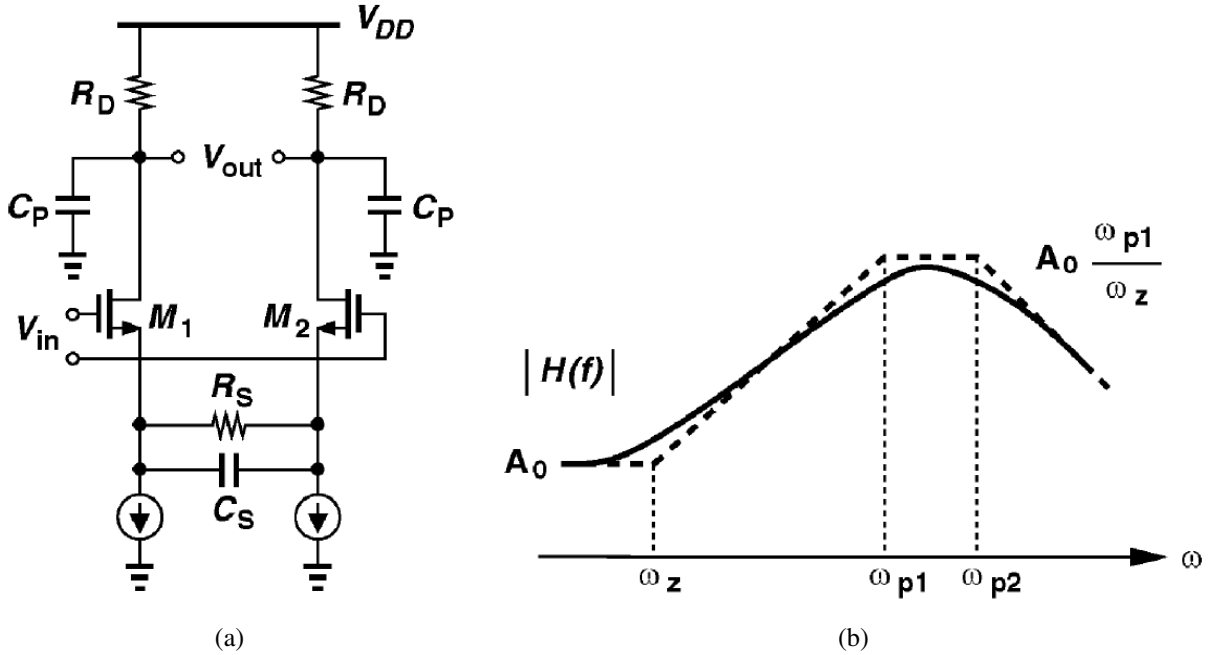 V_DD
R_D
R_D
V_out
C_P
C_P
M_1
M_2
V_in
R_S
C_S
(a)
|H(f)|
A_0
A_0 ω_p1/ω_z
ω_z
ω_p1
ω_p2
ω
(b)